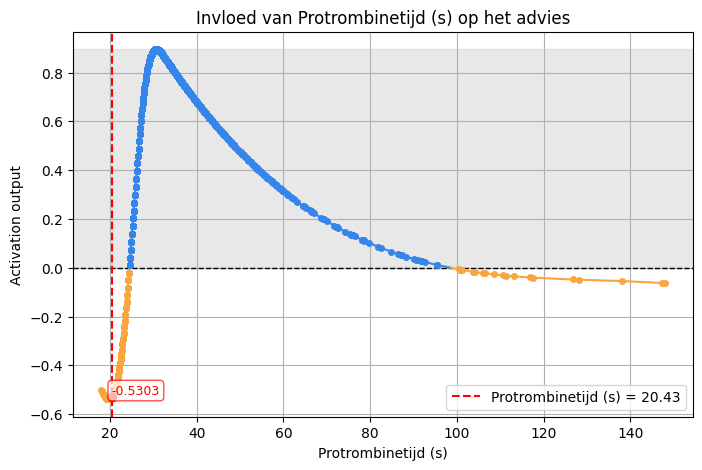 Invloed van Protrombinetijd (s) op het advies
Activation output
0.8
0.6
0.4
0.2
0.0
−0.2
−0.4
−0.6
-0.5303
Protrombinetijd (s) = 20.43
20 40 60 80 100 120 140
Protrombinetijd (s)